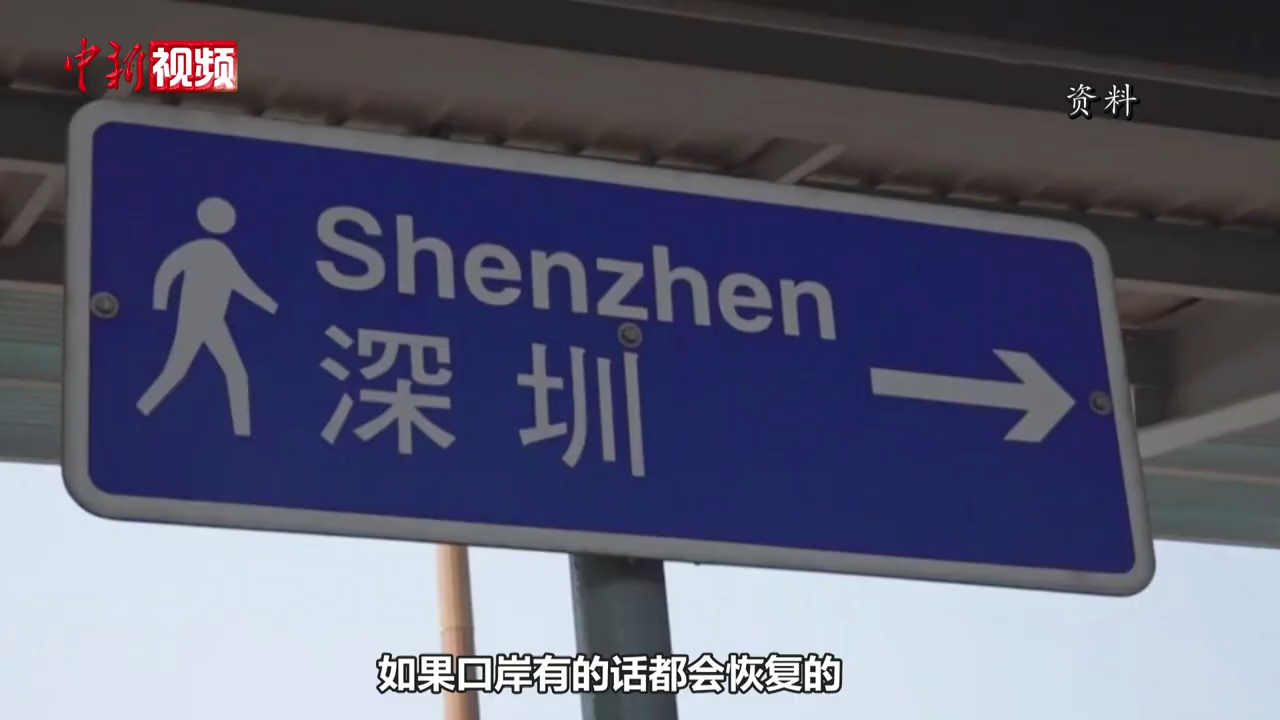 中新视频
资料
Shenzhen
深圳
如果口岸有的话都会恢复的